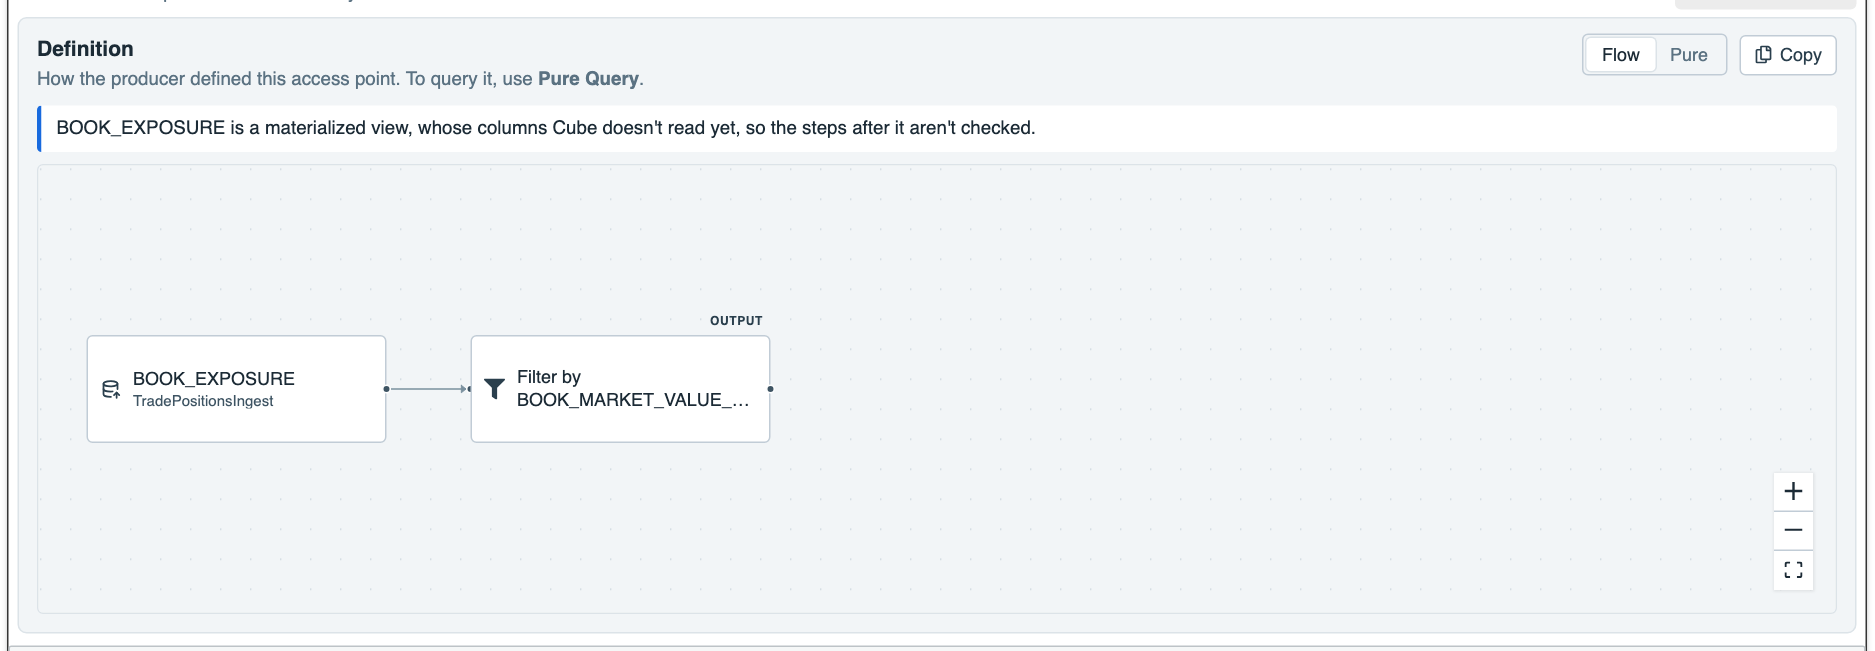 Definition
Flow
Pure
Copy
How the producer defined this access point. To query it, use Pure Query.
BOOK_EXPOSURE is a materialized view, whose columns Cube doesn't read yet, so the steps after it aren't checked.
OUTPUT
BOOK_EXPOSURE
TradePositionsIngest
Filter by
BOOK_MARKET_VALUE_...